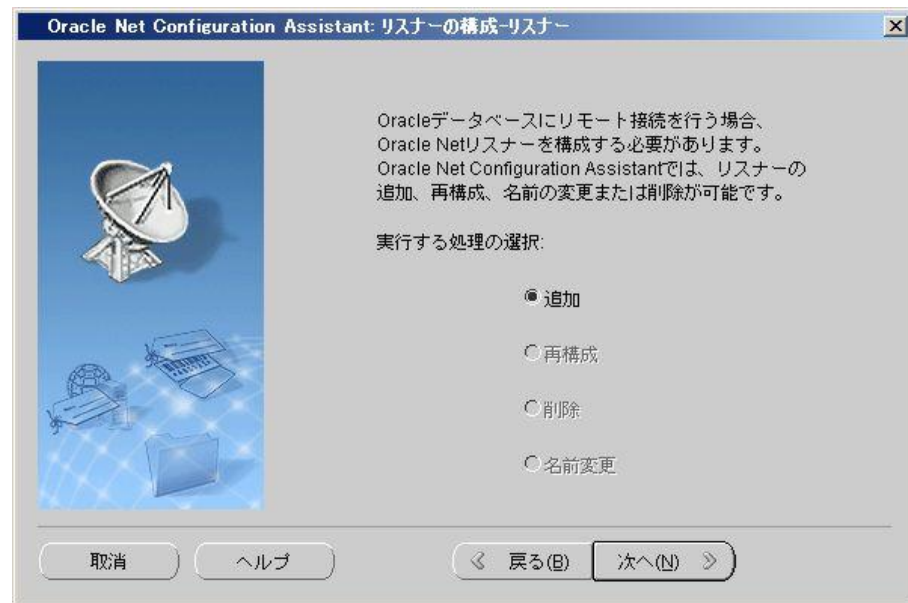 Oracle Net Configuration Assistant: リスナーの構成-リスナー
Oracleデータベースにリモート接続を行う場合、
Oracle Netリスナーを構成する必要があります。
Oracle Net Configuration Assistantでは、リスナーの
追加、再構成、名前の変更または削除が可能です。
実行する処理の選択:
追加
再構成
削除
名前変更
取消
ヘルプ
戻る(B)
次へ(N)